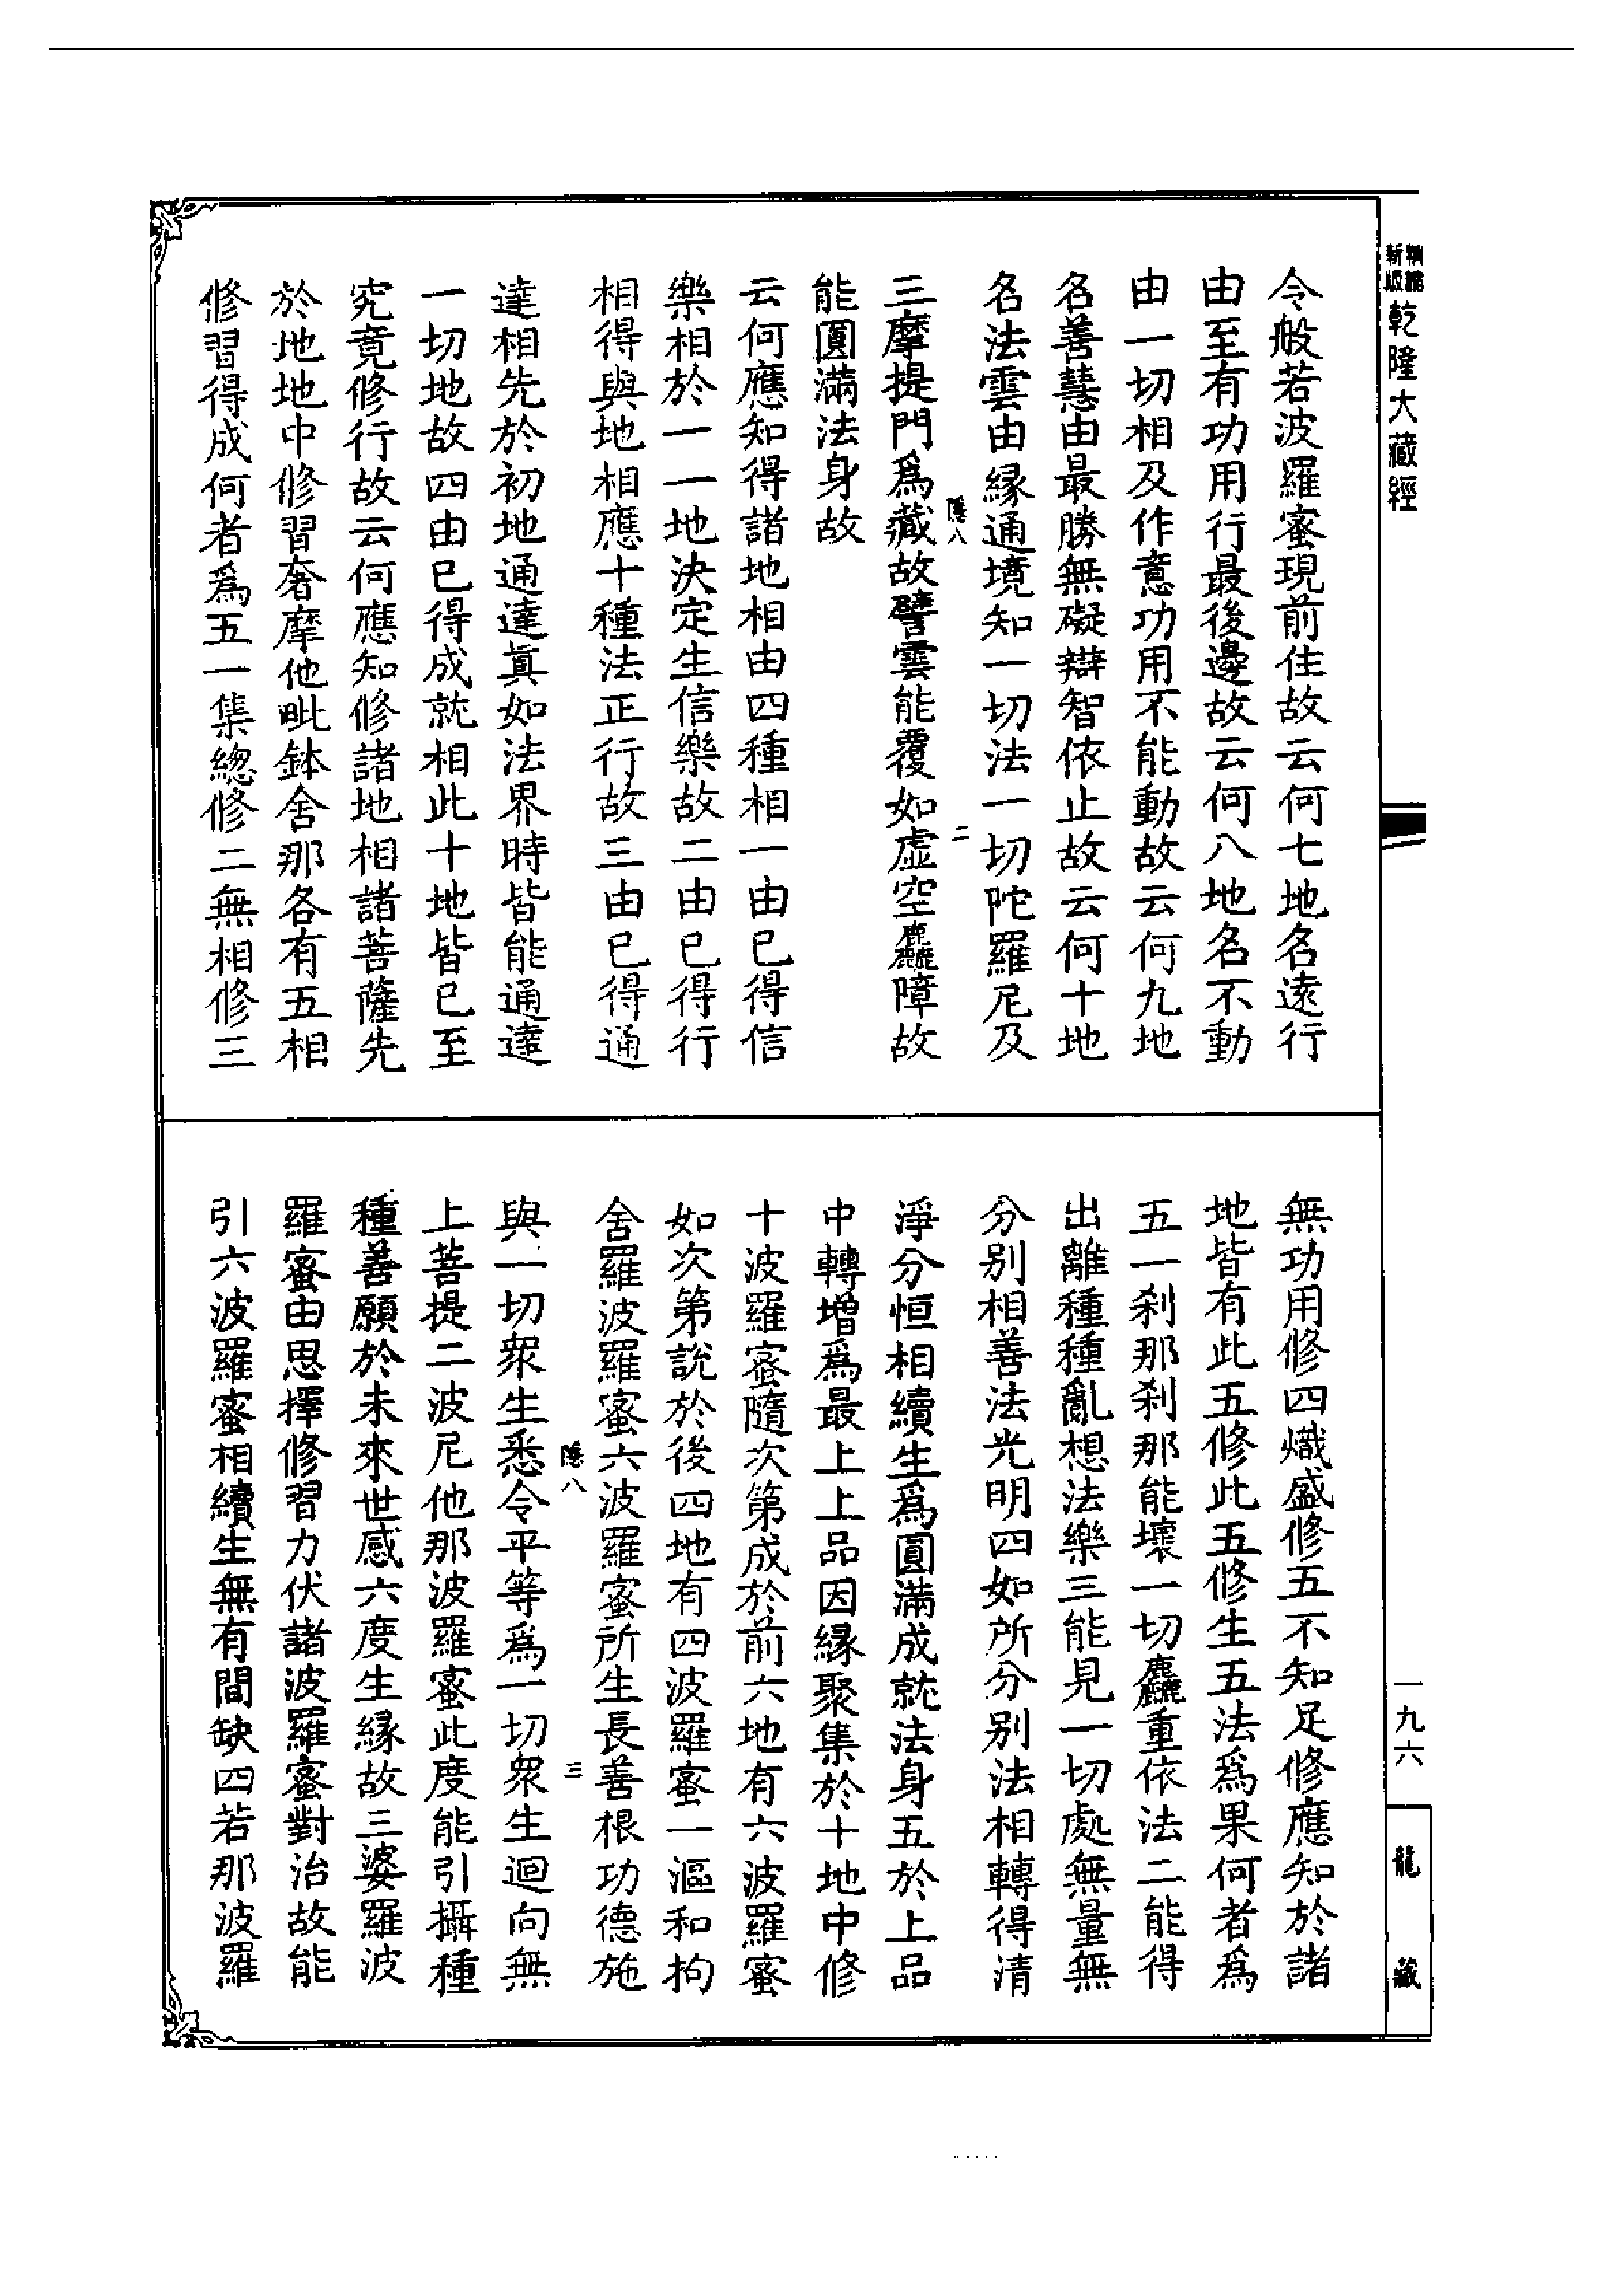 新版
精縮
乾隆大藏經
一九六
龍藏
令般若波羅蜜現前住故云何七地名遠行
由至有功用行最後邊故云何八地名不動
由一切相及作意功用不能動故云何九地
名善慧由最勝無礙辯智依止故云何十地
名法雲由緣通境知一切法一切陀羅尼及
隱八
二
三摩提門爲藏故譬雲能覆如虛空麤障故
能圓滿法身故
云何應知得諸地相由四種相一由已得信
樂相於一一地決定生信樂故二由已得行
相得與地相應十種法正行故三由已得通
達相先於初地通達眞如法界時皆能通達
一切地故四由已得成就相此十地皆已至
究竟修行故云何應知修諸地相諸菩薩先
於地地中修習奢摩他毗鉢舍那各有五相
修習得成何者爲五一集總修二無相修三
無功用修四熾盛修五不知足修應知於諸
地皆有此五修此五修生五法爲果何者爲
五一刹那刹那能壞一切麤重依法二能得
出離種種亂想法樂三能見一切處無量無
分別相善法光明四如所分別法相轉得清
淨分恒相續生爲圓滿成就法身五於上品
中轉增爲最上上品因緣聚集於十地中修
十波羅蜜隨次第成於前六地有六波羅蜜
如次第說於後四地有四波羅蜜一漚和拘
舍羅波羅蜜六波羅蜜所生長善根功德施
隱八
三
與一切衆生悉令平等爲一切衆生迴向無
上菩提二波尼他那波羅蜜此度能引攝種
種善願於未來世感六度生緣故三婆羅波
羅蜜由思擇修習力伏諸波羅蜜對治故能
引六波羅蜜相續生無有間缺四若那波羅